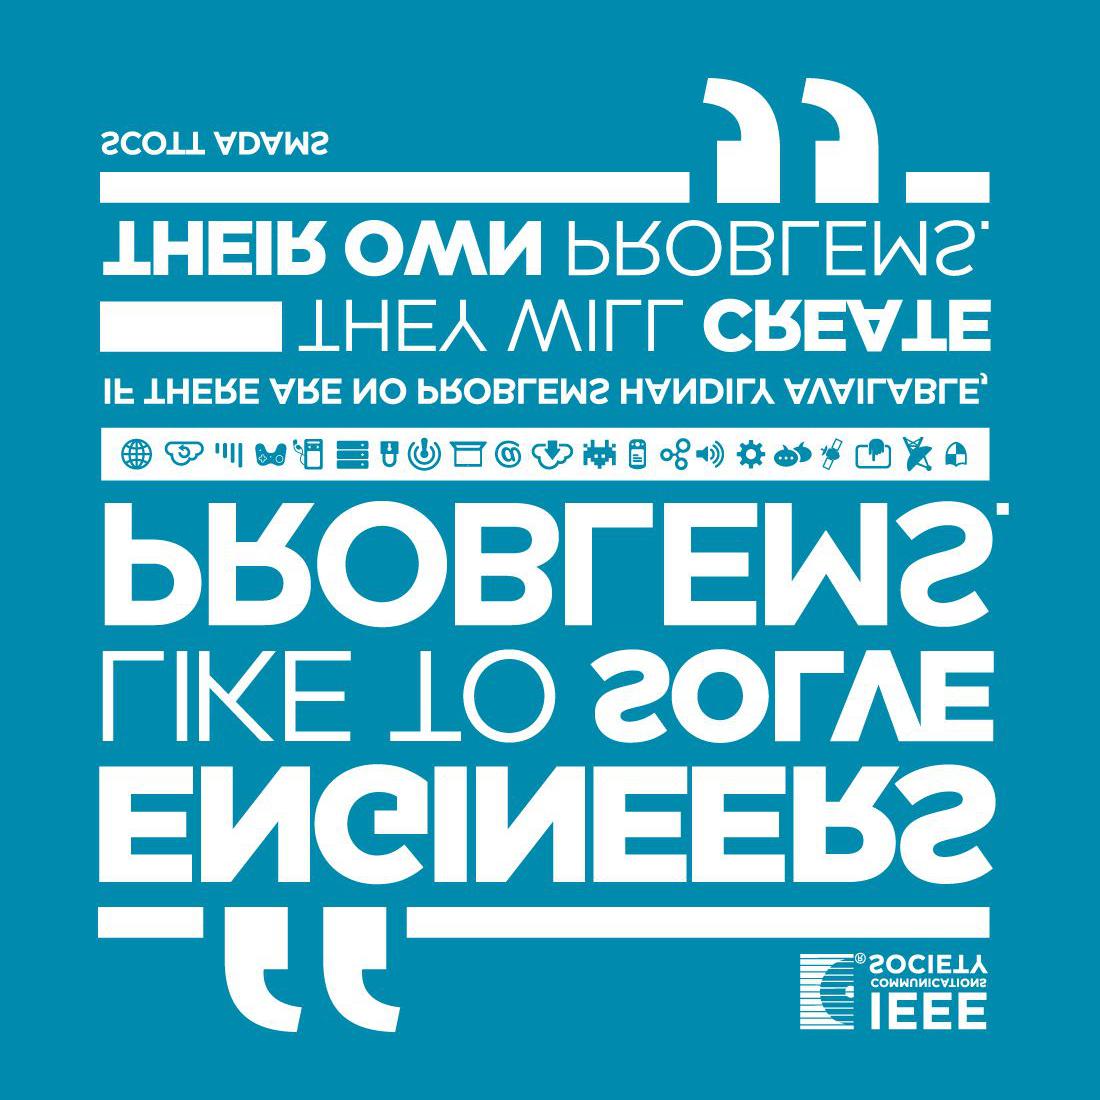 IEEE
COMMUNICATIONS
SOCIETY®
“
ENGINEERS
LIKE TO SOLVE
PROBLEMS.
IF THERE ARE NO PROBLEMS HANDILY AVAILABLE,
THEY WILL CREATE
THEIR OWN PROBLEMS.
”
SCOTT ADAMS